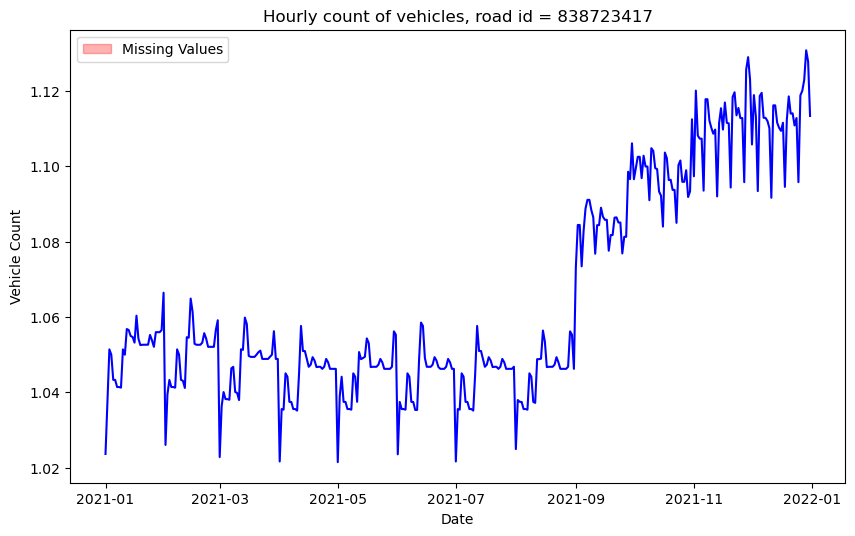 Hourly count of vehicles, road id = 838723417
Missing Values
Vehicle Count
1.12
1.10
1.08
1.06
1.04
1.02
2021-01 2021-03 2021-05 2021-07 2021-09 2021-11 2022-01
Date